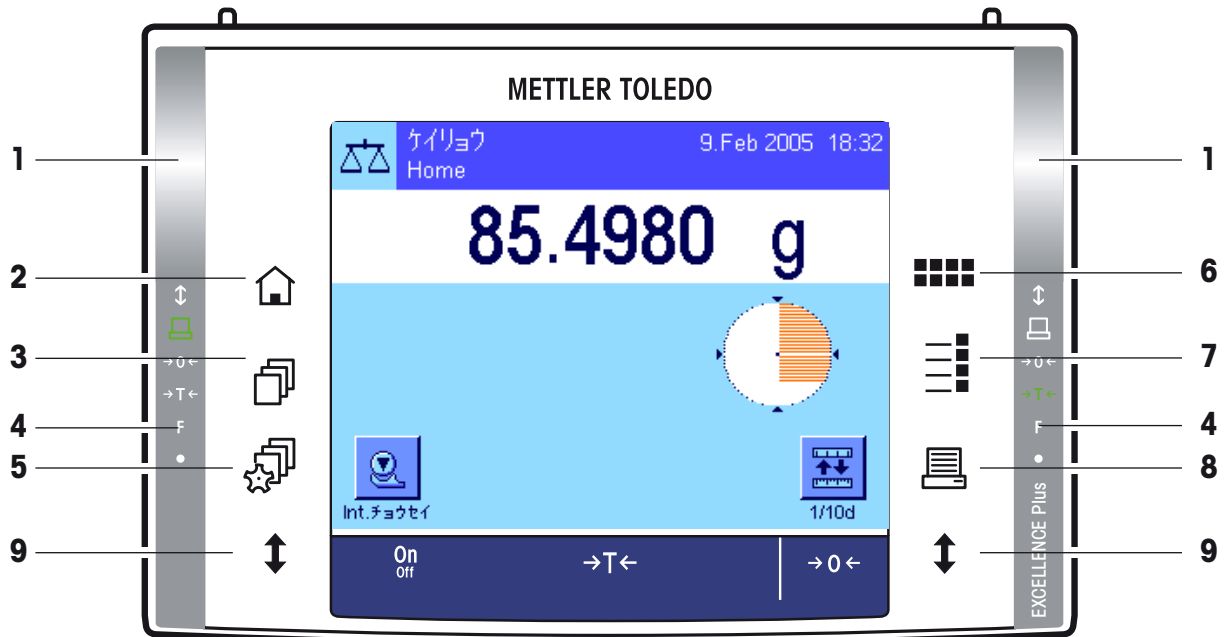 METTLER TOLEDO
ケイリョウ 9.Feb 2005 18:32
Home
85.4980 g
1 1
2 6
3 7
4 4
5 8
9 9
→0← →0←
→T← →T←
F F
Int.チョウセイ 1/10d
On
Off
→T← →0←
EXCELLENCE Plus